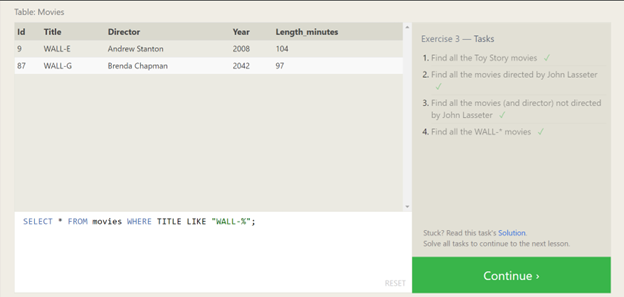 Table: Movies
Id Title Director Year Length_minutes
9 WALL-E Andrew Stanton 2008 104
87 WALL-G Brenda Chapman 2042 97
SELECT * FROM movies WHERE TITLE LIKE "WALL-%";
RESET
Exercise 3 — Tasks
1. Find all the Toy Story movies ✓
2. Find all the movies directed by John Lasseter
✓
3. Find all the movies (and director) not directed
by John Lasseter ✓
4. Find all the WALL-* movies ✓
Stuck? Read this task's Solution.
Solve all tasks to continue to the next lesson.
Continue ›